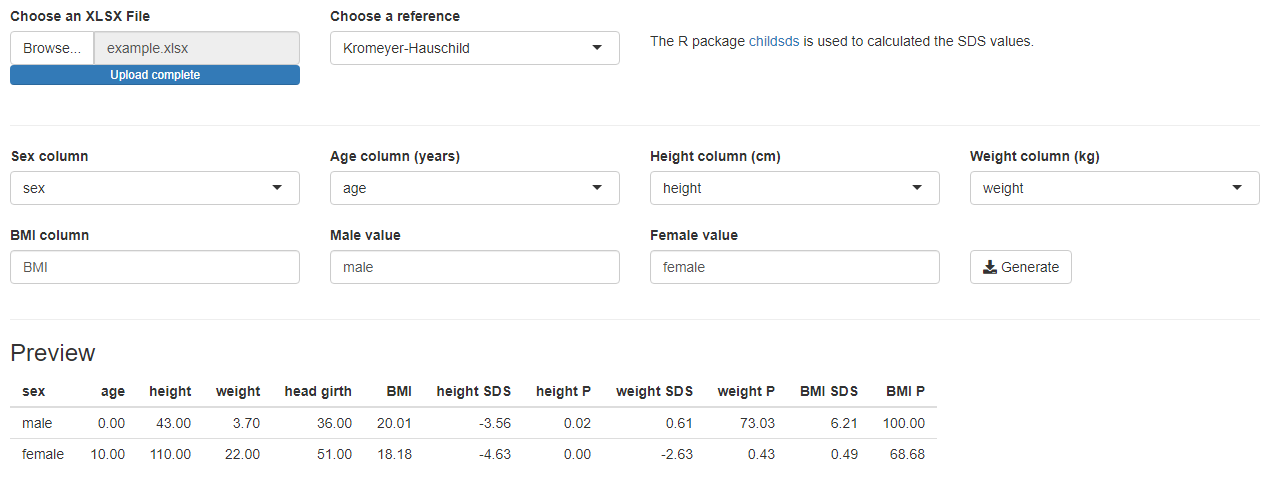 Choose an XLSX File
Choose a reference
Browse... example.xlsx
Kromeyer-Hauschild
The R package childsds is used to calculated the SDS values.
Upload complete
Sex column Age column (years) Height column (cm) Weight column (kg)
sex age height weight
BMI column Male value Female value
BMI male female Generate
Preview
sex age height weight head girth BMI height SDS height P weight SDS weight P BMI SDS BMI P
male 0.00 43.00 3.70 36.00 20.01 -3.56 0.02 0.61 73.03 6.21 100.00
female 10.00 110.00 22.00 51.00 18.18 -4.63 0.00 -2.63 0.43 0.49 68.68